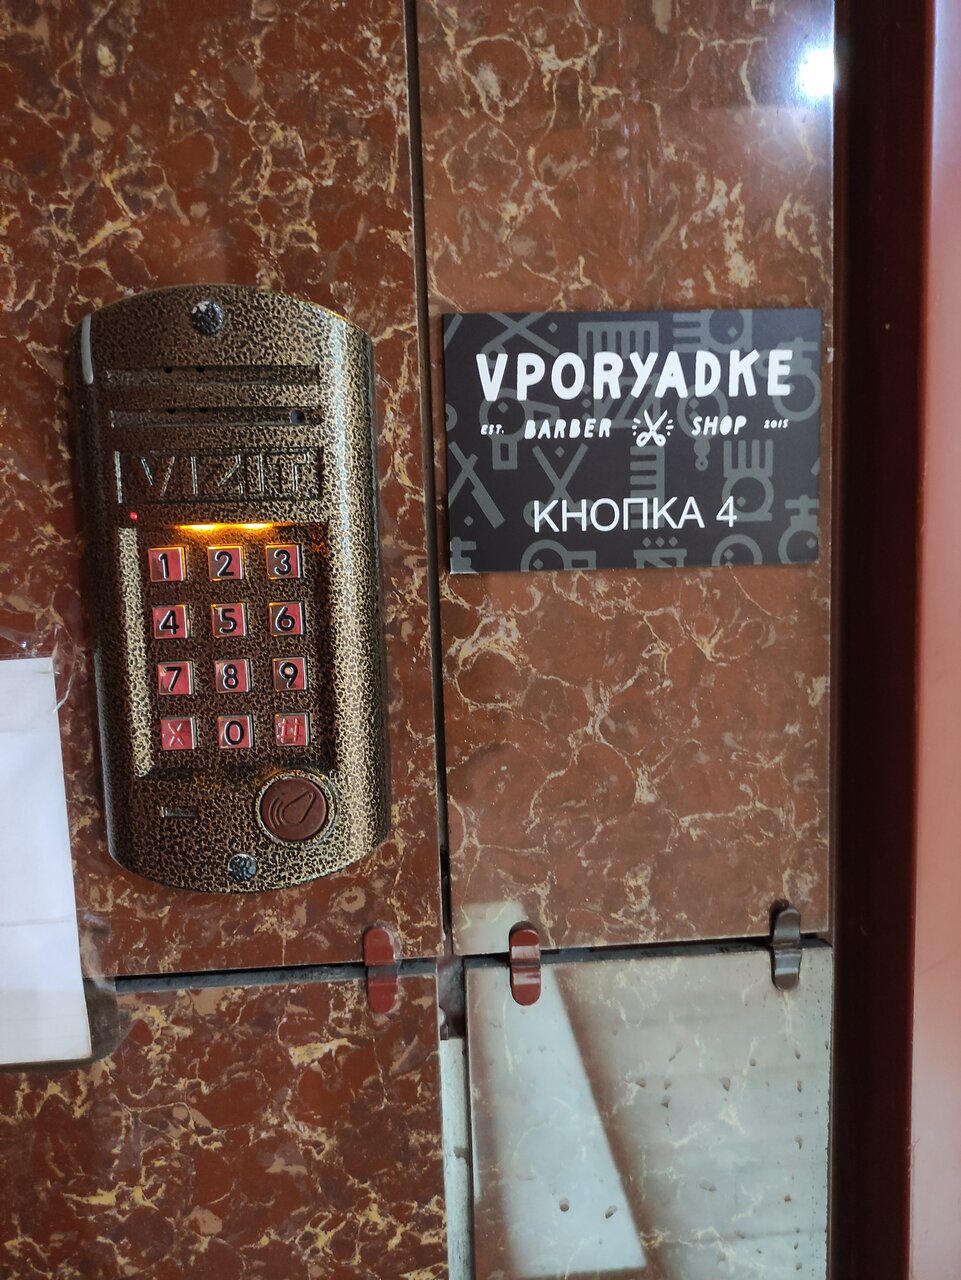 VIZIT
1 2 3
4 5 6
7 8 9
X 0 #
VPORYADKE
EST. BARBER SHOP 2015
КНОПКА 4